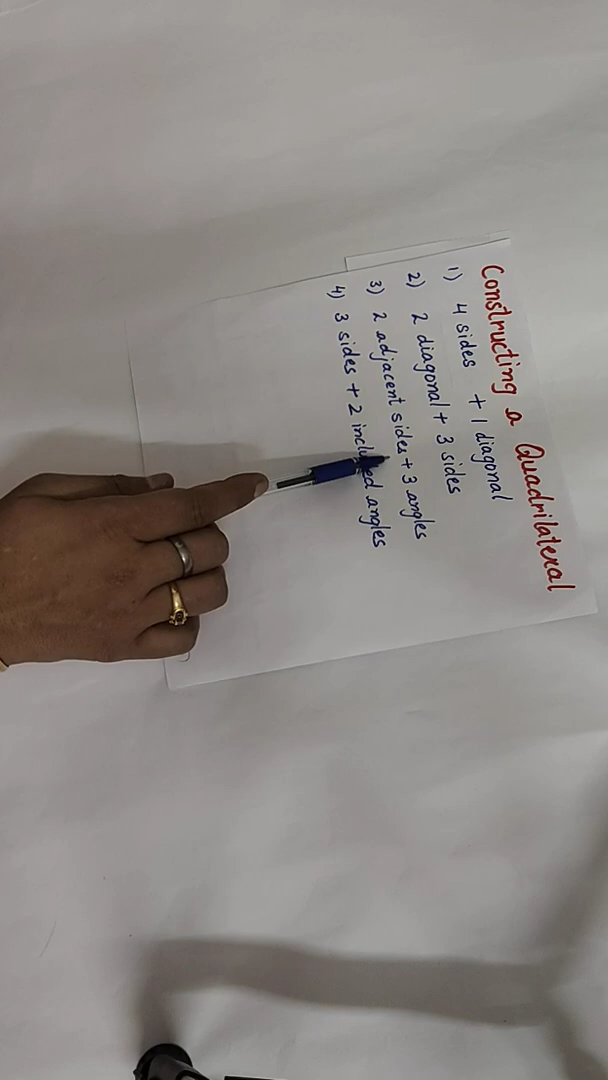 Constructing a Quadrilateral
1) 4 sides + 1 diagonal
2) 2 diagonal + 3 sides
3) 2 adjacent sides + 3 angles
4) 3 sides + 2 included angles